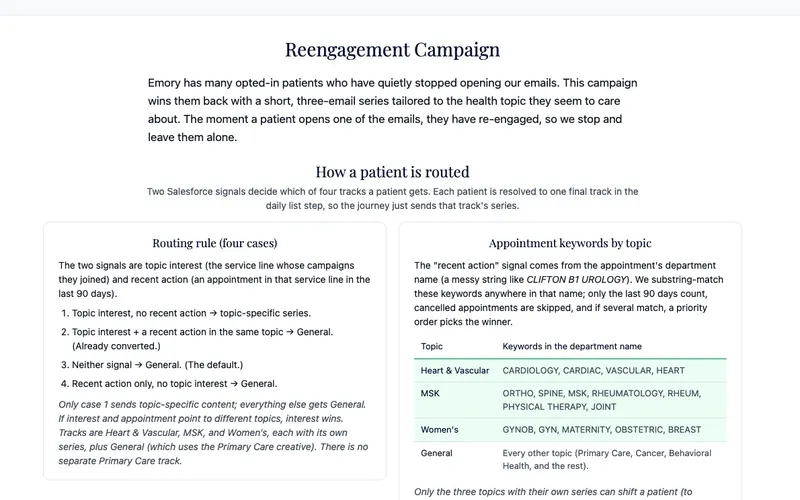 Reengagement Campaign
Emory has many opted-in patients who have quietly stopped opening our emails. This campaign
wins them back with a short, three-email series tailored to the health topic they seem to care
about. The moment a patient opens one of the emails, they have re-engaged, so we stop and
leave them alone.
How a patient is routed
Two Salesforce signals decide which of four tracks a patient gets. Each patient is resolved to one final track in the
daily list step, so the journey just sends that track's series.
Routing rule (four cases)
The two signals are topic interest (the service line whose campaigns
they joined) and recent action (an appointment in that service line in the
last 90 days).
1. Topic interest, no recent action → topic-specific series.
2. Topic interest + a recent action in the same topic → General.
(Already converted.)
3. Neither signal → General. (The default.)
4. Recent action only, no topic interest → General.
Only case 1 sends topic-specific content; everything else gets General.
If interest and appointment point to different topics, interest wins.
Tracks are Heart & Vascular, MSK, and Women's, each with its own
series, plus General (which uses the Primary Care creative). There is no
separate Primary Care track.
Appointment keywords by topic
The "recent action" signal comes from the appointment's department
name (a messy string like CLIFTON B1 UROLOGY). We substring-match
these keywords anywhere in that name; only the last 90 days count,
cancelled appointments are skipped, and if several match, a priority
order picks the winner.
Topic Keywords in the department name
Heart & Vascular CARDIOLOGY, CARDIAC, VASCULAR, HEART
MSK ORTHO, SPINE, MSK, RHEUMATOLOGY, RHEUM,
PHYSICAL THERAPY, JOINT
Women's GYNOB, GYN, MATERNITY, OBSTETRIC, BREAST
General Every other topic (Primary Care, Cancer, Behavioral
Health, and the rest).
Only the three topics with their own series can shift a patient (to